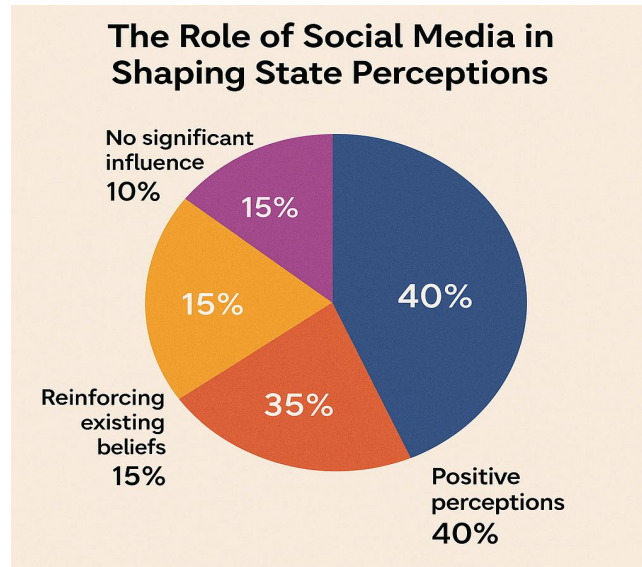 The Role of Social Media in
Shaping State Perceptions
No significant
influence
10%
15%
40%
15%
35%
Reinforcing
existing
beliefs
15%
Positive
perceptions
40%